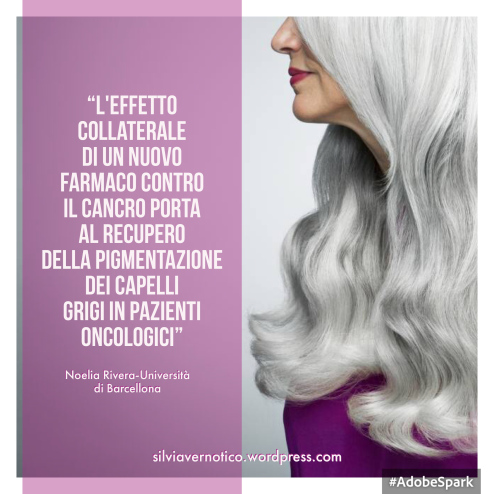 “L'EFFETTO
COLLATERALE
DI UN NUOVO
FARMACO CONTRO
IL CANCRO PORTA
AL RECUPERO
DELLA PIGMENTAZIONE
DEI CAPELLI
GRIGI IN PAZIENTI
ONCOLOGICI”
Noelia Rivera-Università
di Barcellona
silviavernotico.wordpress.com
#AdobeSpark